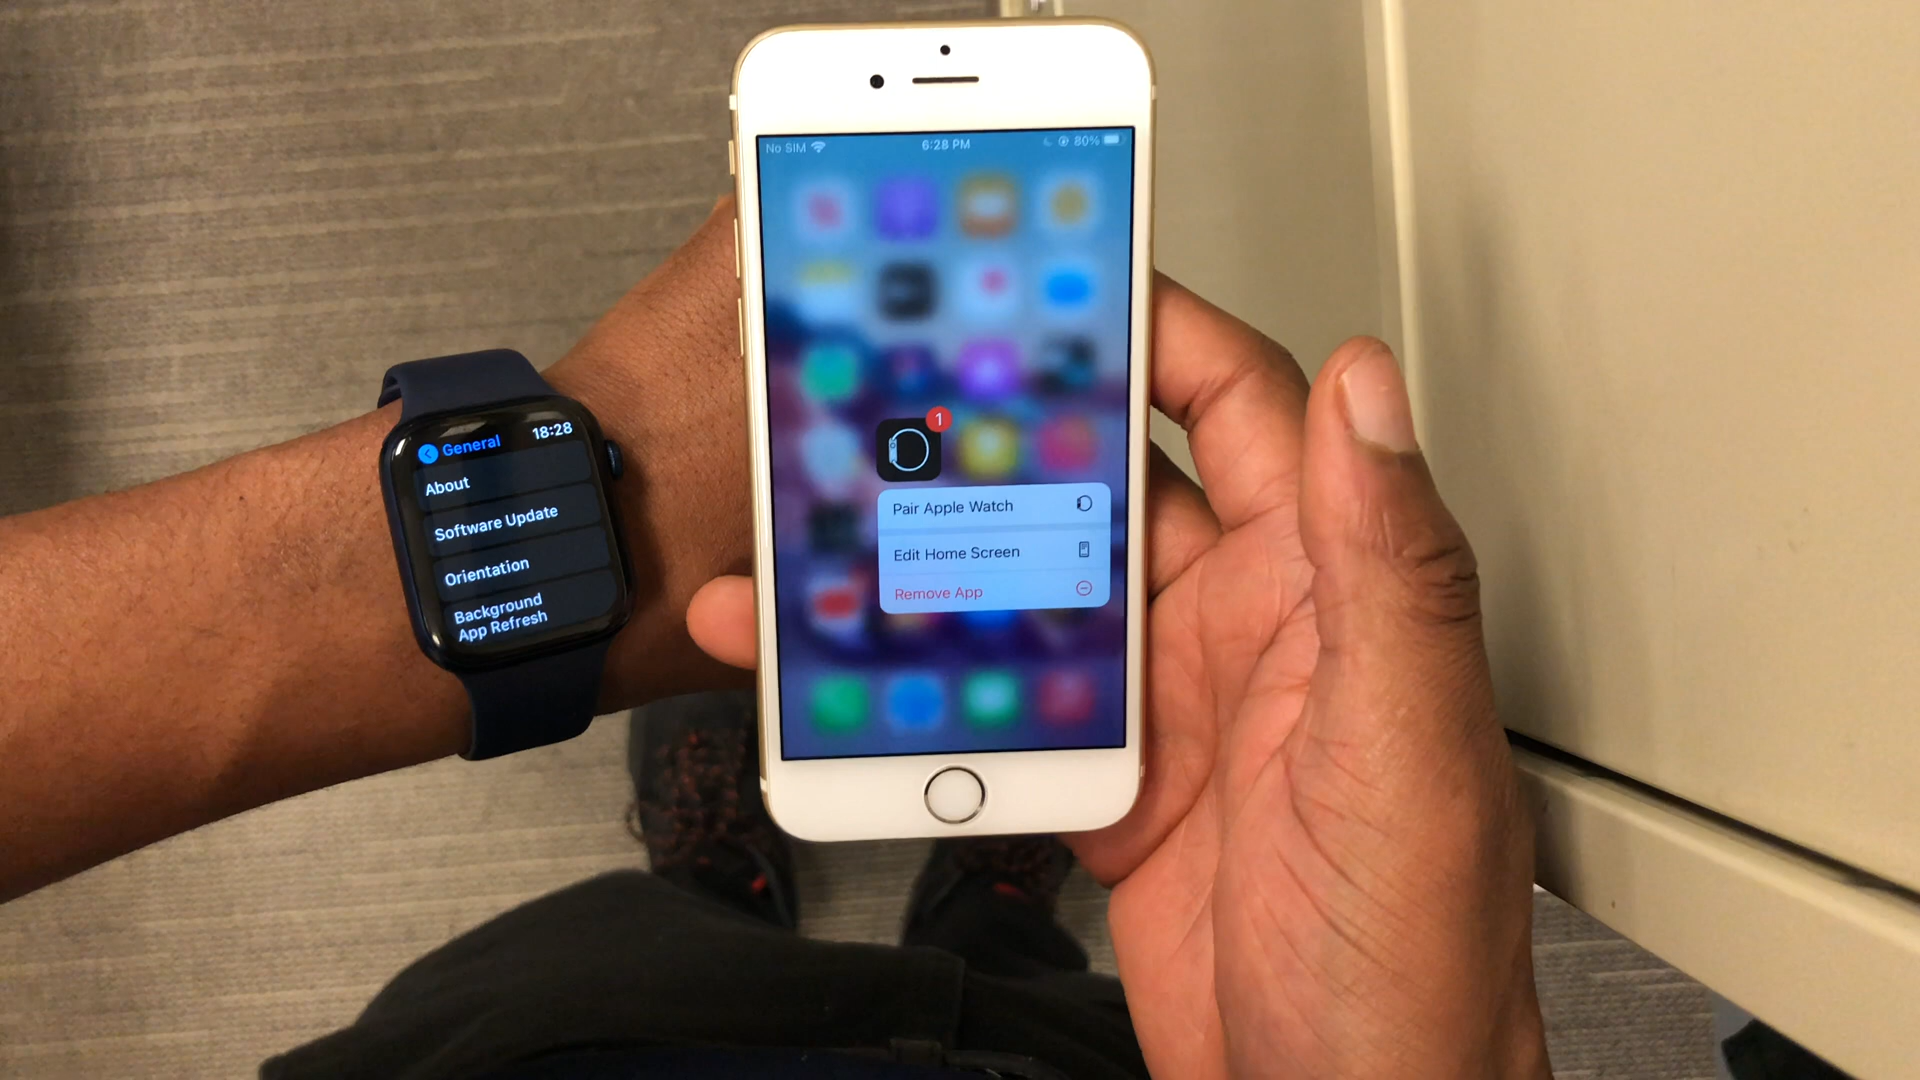 General
18:28
About
Software Update
Orientation
Background
App Refresh
No SIM
6:28 PM
80%
1
Pair Apple Watch
Edit Home Screen
Remove App